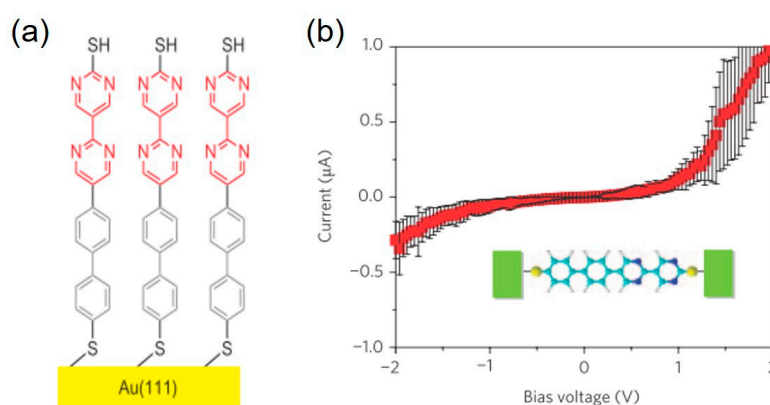 (a)
SH SH SH
N N N N N N
N N N N N N
S S S
Au(111)
(b)
Current (μA)
1.0
0.5
0.0
−0.5
−1.0
−2 −1 0 1 2
Bias voltage (V)